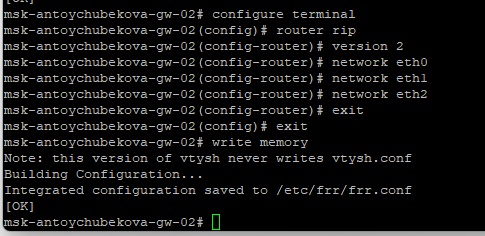 [OK]
msk-antoychubekova-gw-02# configure terminal
msk-antoychubekova-gw-02(config)# router rip
msk-antoychubekova-gw-02(config-router)# version 2
msk-antoychubekova-gw-02(config-router)# network eth0
msk-antoychubekova-gw-02(config-router)# network eth1
msk-antoychubekova-gw-02(config-router)# network eth2
msk-antoychubekova-gw-02(config-router)# exit
msk-antoychubekova-gw-02(config)# exit
msk-antoychubekova-gw-02# write memory
Note: this version of vtysh never writes vtysh.conf
Building Configuration...
Integrated configuration saved to /etc/frr/frr.conf
[OK]
msk-antoychubekova-gw-02#